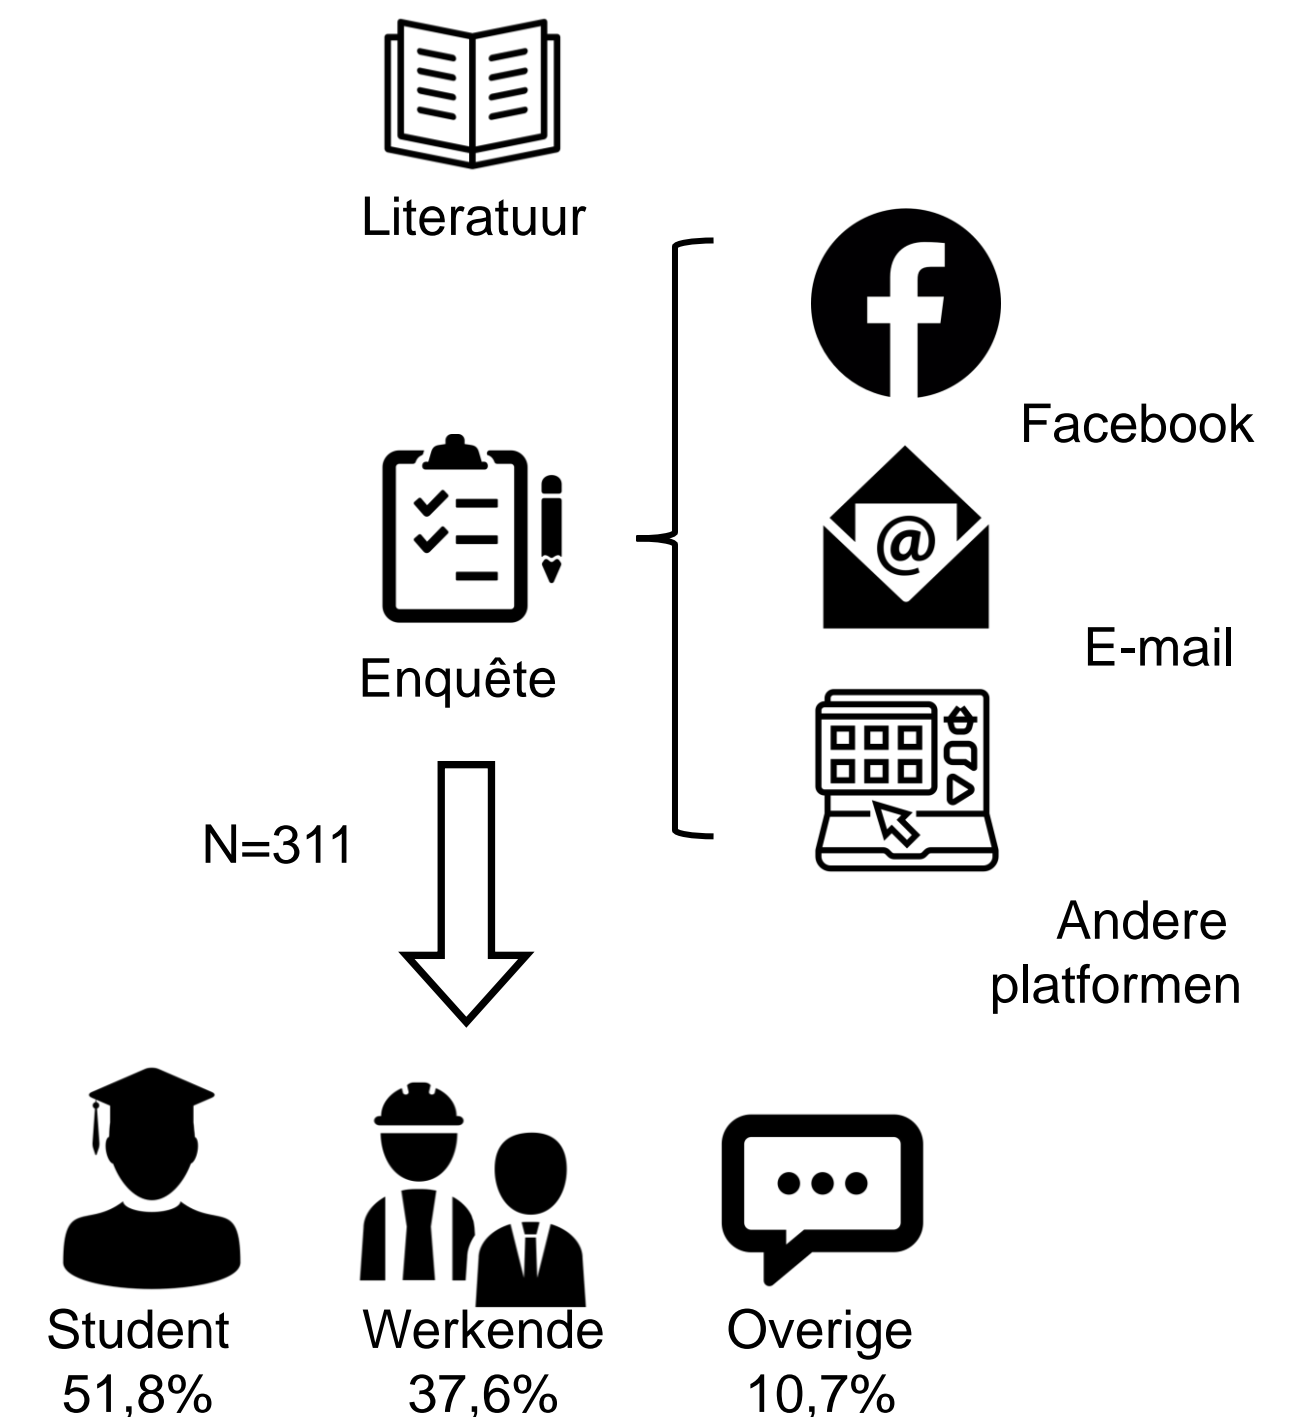 Literatuur
Facebook
@
E-mail
Enquête
N=311
Andere
platformen
Student
51,8%
Werkende
37,6%
Overige
10,7%